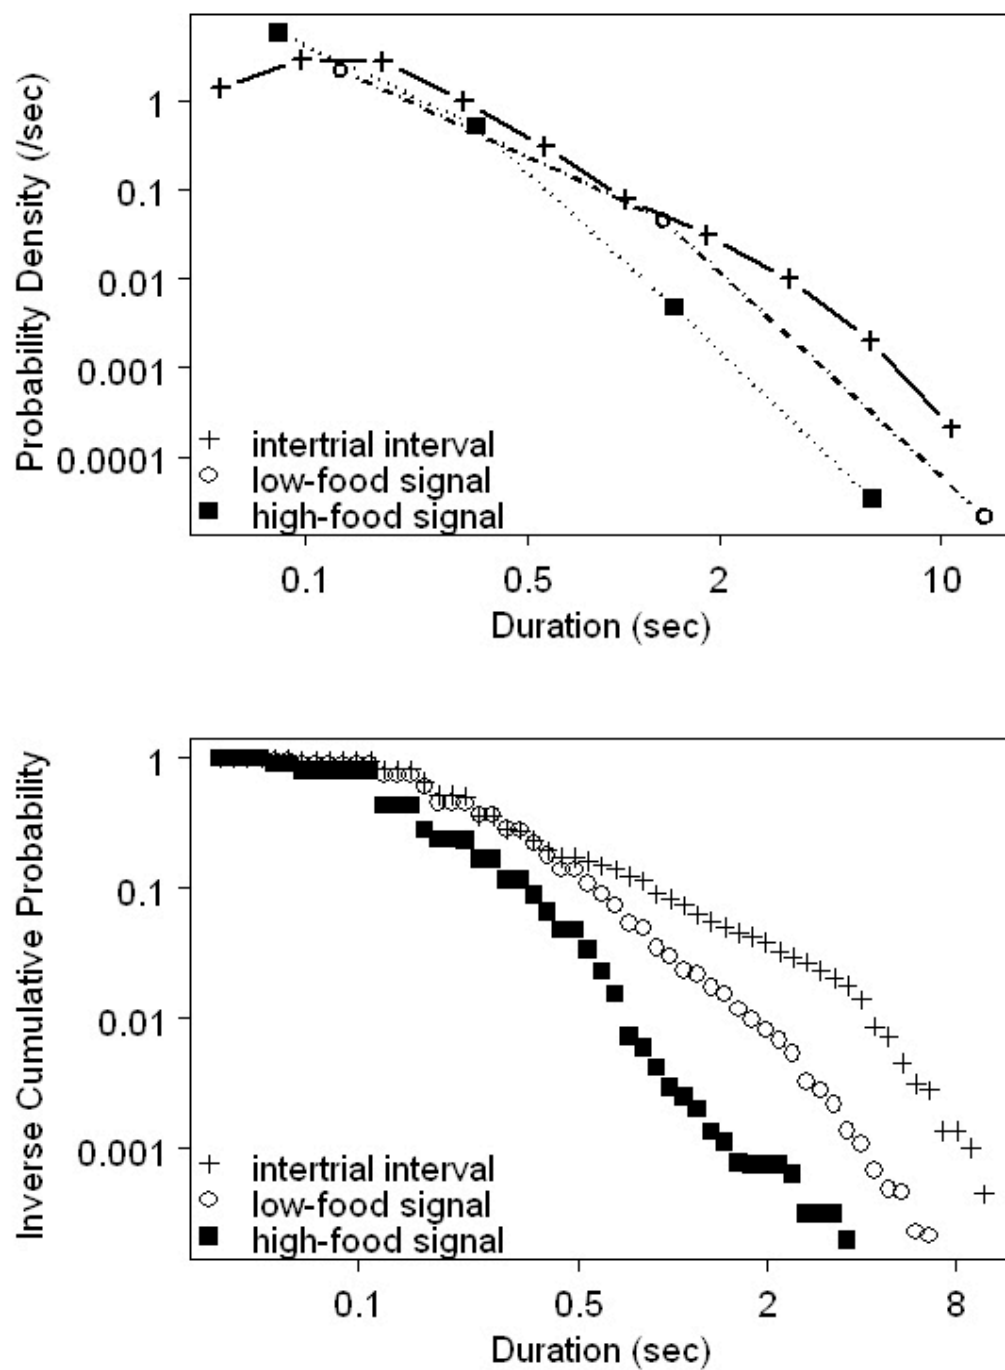 Probability Density (/sec)
1
0.1
0.01
0.001
0.0001
intertrial interval
low-food signal
high-food signal
0.1 0.5 2 10
Duration (sec)
Inverse Cumulative Probability
1
0.1
0.01
0.001
intertrial interval
low-food signal
high-food signal
0.1 0.5 2 8
Duration (sec)